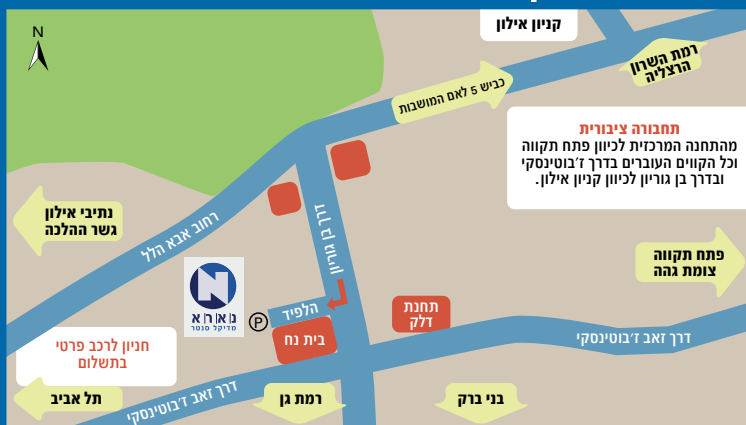 קניון אילון
N
רמת השרון
הרצליה
כביש 5 לאם המושבות
תחבורה ציבורית
מהתחנה המרכזית לכיוון פתח תקווה
וכל הקווים העוברים בדרך ז'בוטינסקי
ובדרך בן גוריון לכיוון קניון אילון.
נתיבי אילון
גשר ההלכה
רחוב אבא הלל
דרך בן גוריון
פתח תקווה
צומת גהה
נארא
מדיקל סנטר
P
הלפיד
תחנת
דלק
בית נח
דרך זאב ז'בוטינסקי
חניון לרכב פרטי
בתשלום
תל אביב
דרך זאב ז'בוטינסקי
רמת גן
בני ברק